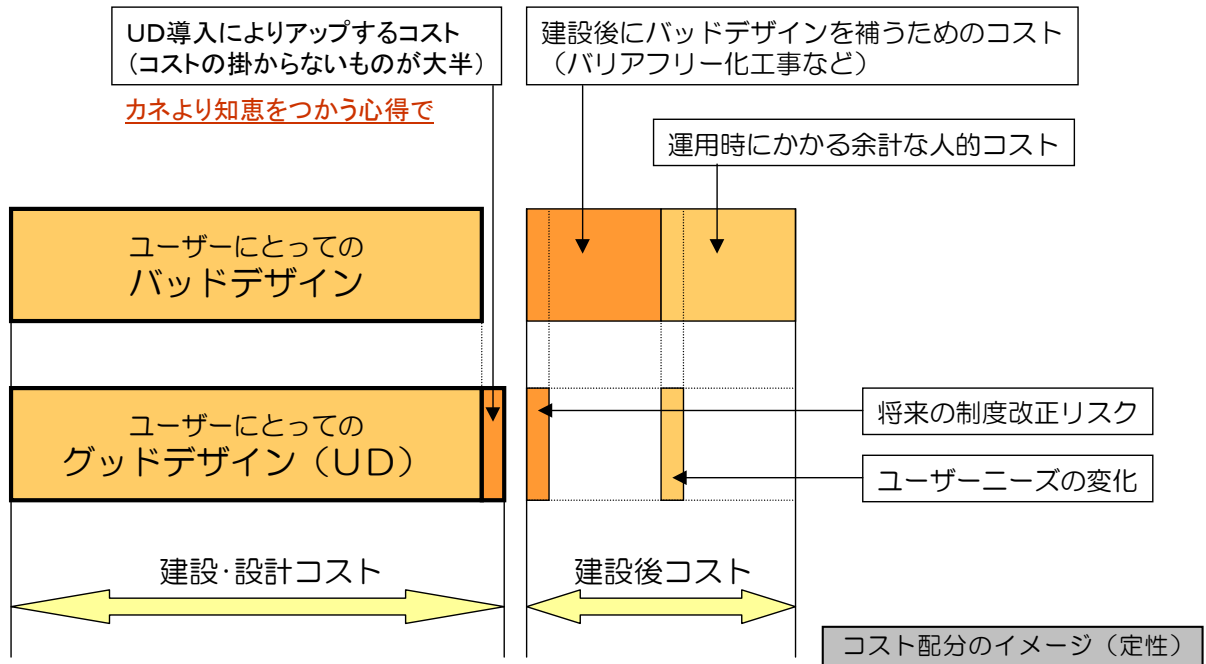 UD導入によりアップするコスト
（コストの掛からないものが大半）
カネより知恵をつかう心得で
建設後にバッドデザインを補うためのコスト
（バリアフリー化工事など）
運用時にかかる余計な人的コスト
ユーザーにとっての
バッドデザイン
ユーザーにとっての
グッドデザイン（UD）
将来の制度改正リスク
ユーザーニーズの変化
建設･設計コスト
建設後コスト
コスト配分のイメージ（定性）